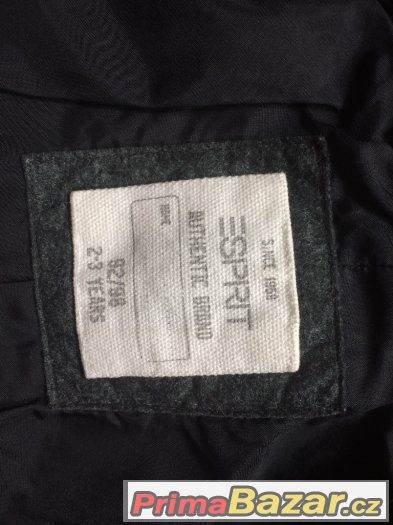 SINCE 1968
ESPRIT
AUTHENTIC BRAND
NAME
92/98
2-3 YEARS
PrimaBazar.cz